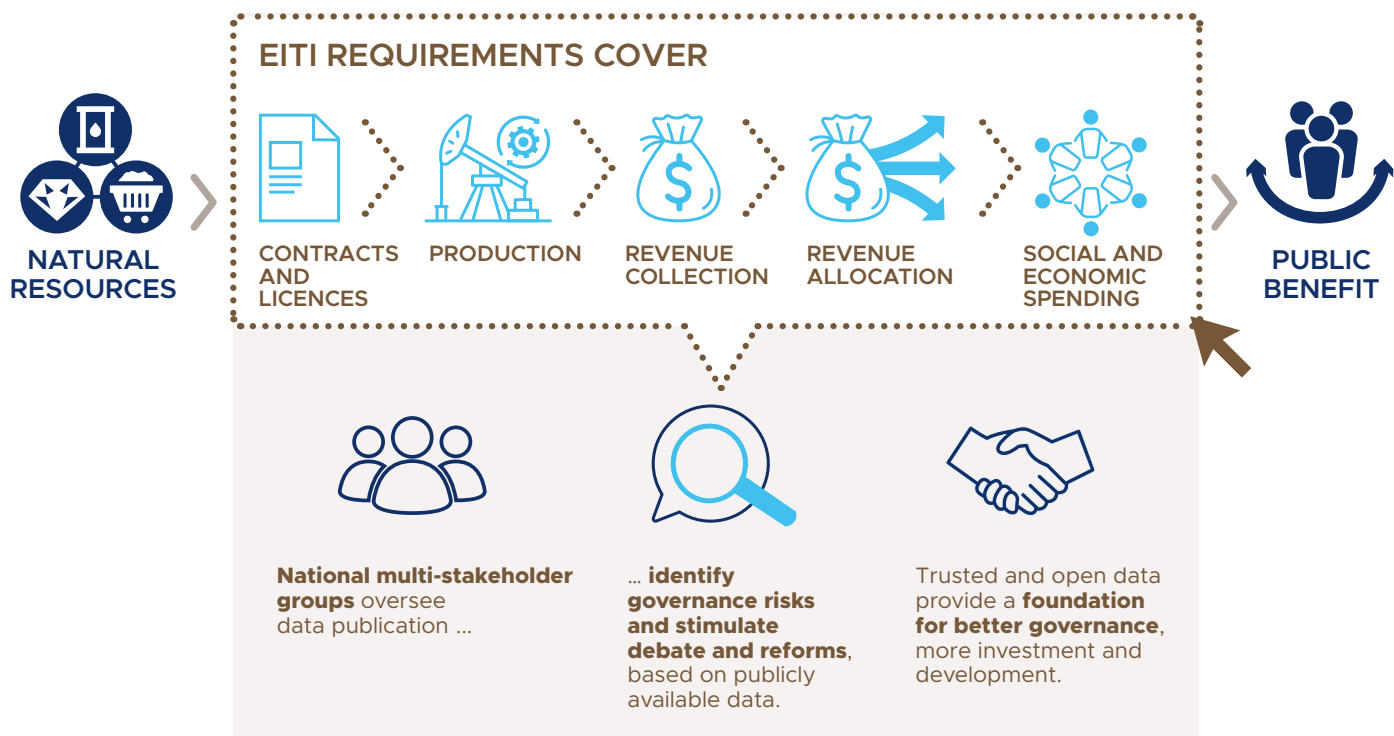 EITI REQUIREMENTS COVER
NATURAL
RESOURCES
CONTRACTS
AND
LICENCES
PRODUCTION
REVENUE
COLLECTION
REVENUE
ALLOCATION
SOCIAL AND
ECONOMIC
SPENDING
PUBLIC
BENEFIT
National multi-stakeholder
groups oversee
data publication ...
... identify
governance risks
and stimulate
debate and reforms,
based on publicly
available data.
Trusted and open data
provide a foundation
for better governance,
more investment and
development.